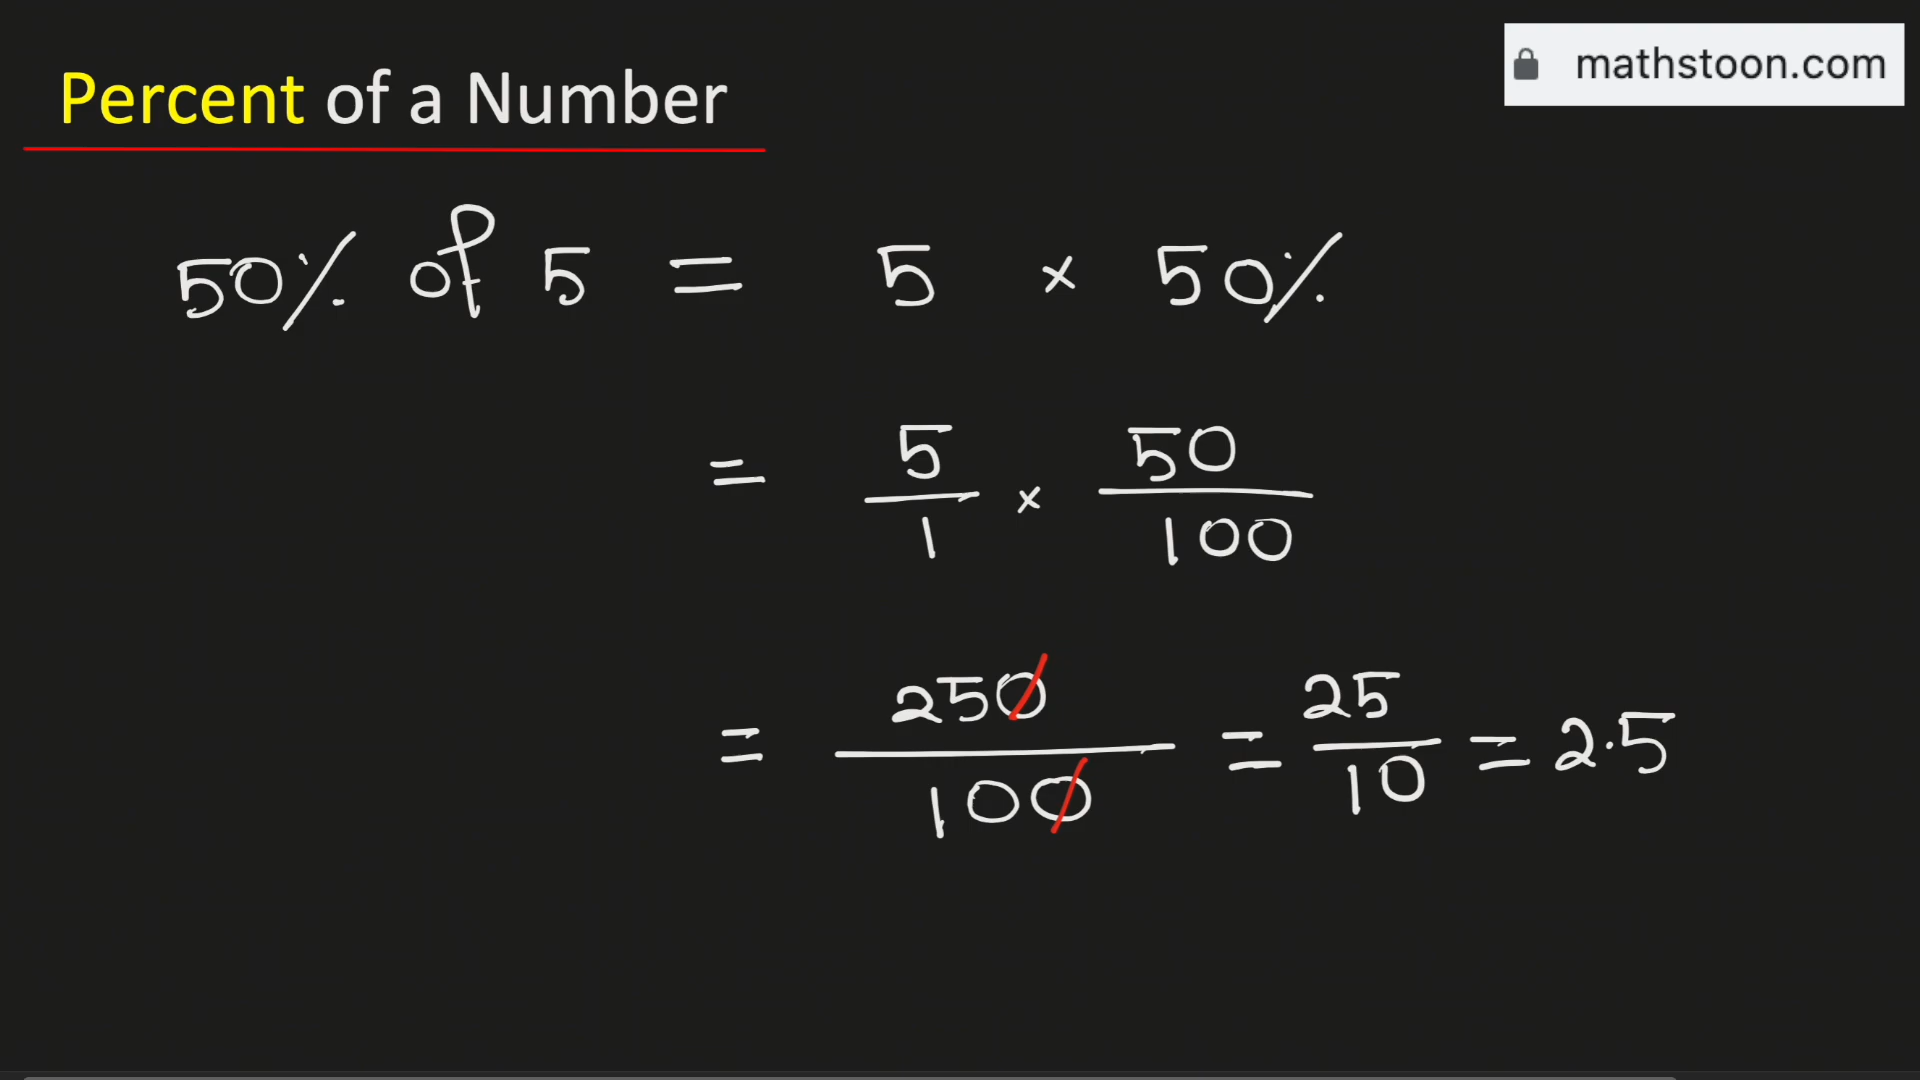 Percent of a Number
mathstoon.com
50% of 5 = 5 × 50%
= 5/1 × 50/100
= 250/100 = 25/10 = 2.5